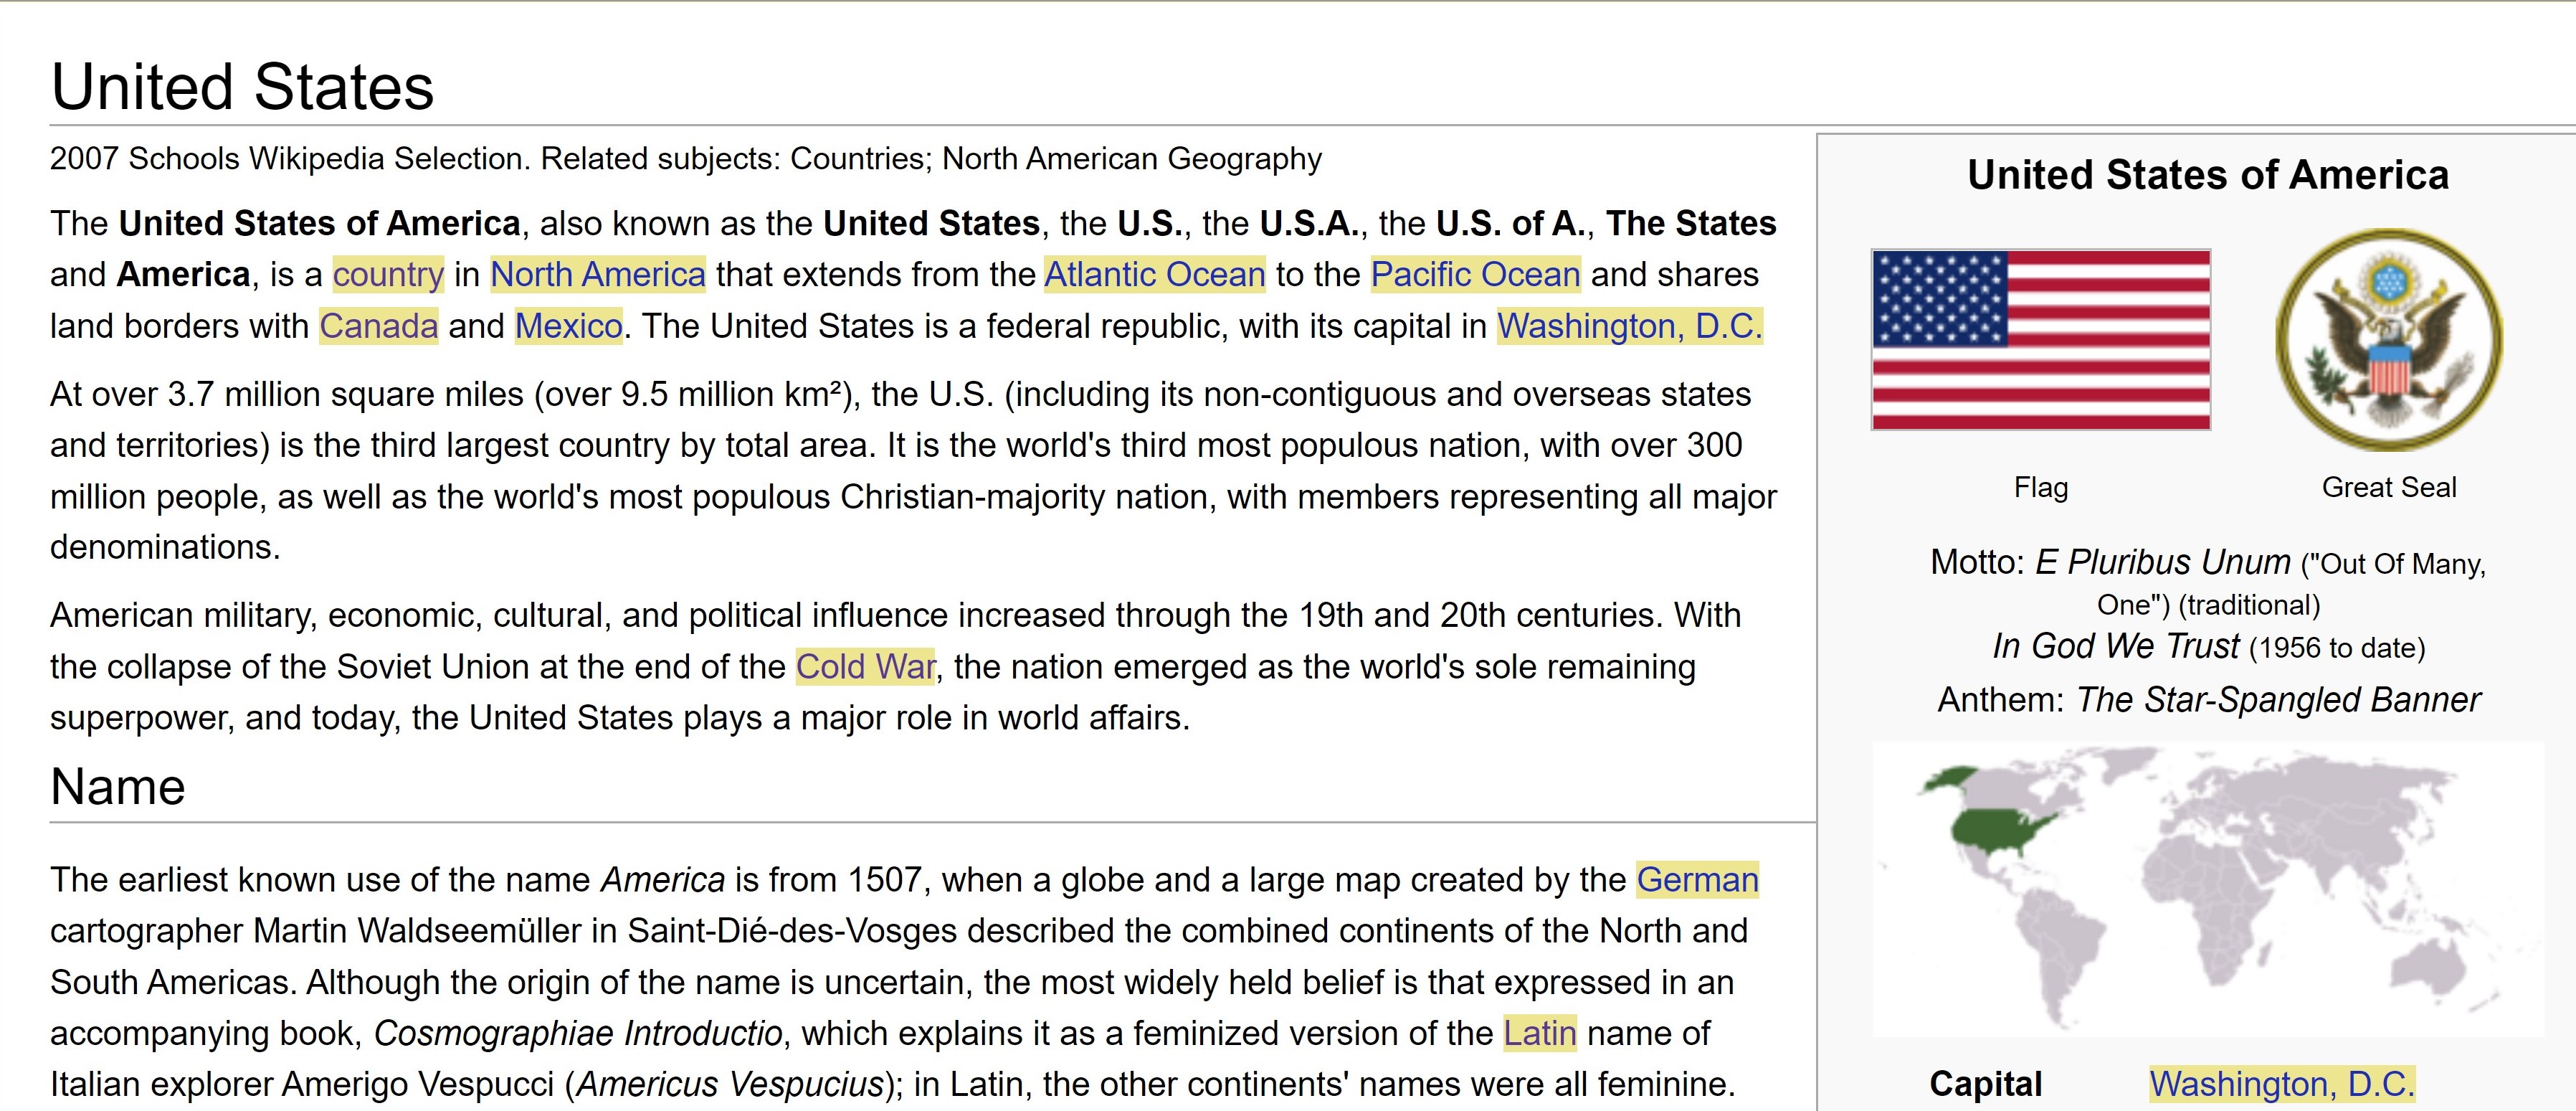 United States
2007 Schools Wikipedia Selection. Related subjects: Countries; North American Geography
The United States of America, also known as the United States, the U.S., the U.S.A., the U.S. of A., The States
and America, is a country in North America that extends from the Atlantic Ocean to the Pacific Ocean and shares
land borders with Canada and Mexico. The United States is a federal republic, with its capital in Washington, D.C.
At over 3.7 million square miles (over 9.5 million km²), the U.S. (including its non-contiguous and overseas states
and territories) is the third largest country by total area. It is the world's third most populous nation, with over 300
million people, as well as the world's most populous Christian-majority nation, with members representing all major
denominations.
American military, economic, cultural, and political influence increased through the 19th and 20th centuries. With
the collapse of the Soviet Union at the end of the Cold War, the nation emerged as the world's sole remaining
superpower, and today, the United States plays a major role in world affairs.
Name
The earliest known use of the name America is from 1507, when a globe and a large map created by the German
cartographer Martin Waldseemüller in Saint-Dié-des-Vosges described the combined continents of the North and
South Americas. Although the origin of the name is uncertain, the most widely held belief is that expressed in an
accompanying book, Cosmographiae Introductio, which explains it as a feminized version of the Latin name of
Italian explorer Amerigo Vespucci (Americus Vespucius); in Latin, the other continents' names were all feminine.
United States of America
Flag
Great Seal
Motto: E Pluribus Unum ("Out Of Many,
One") (traditional)
In God We Trust (1956 to date)
Anthem: The Star-Spangled Banner
Capital Washington, D.C.